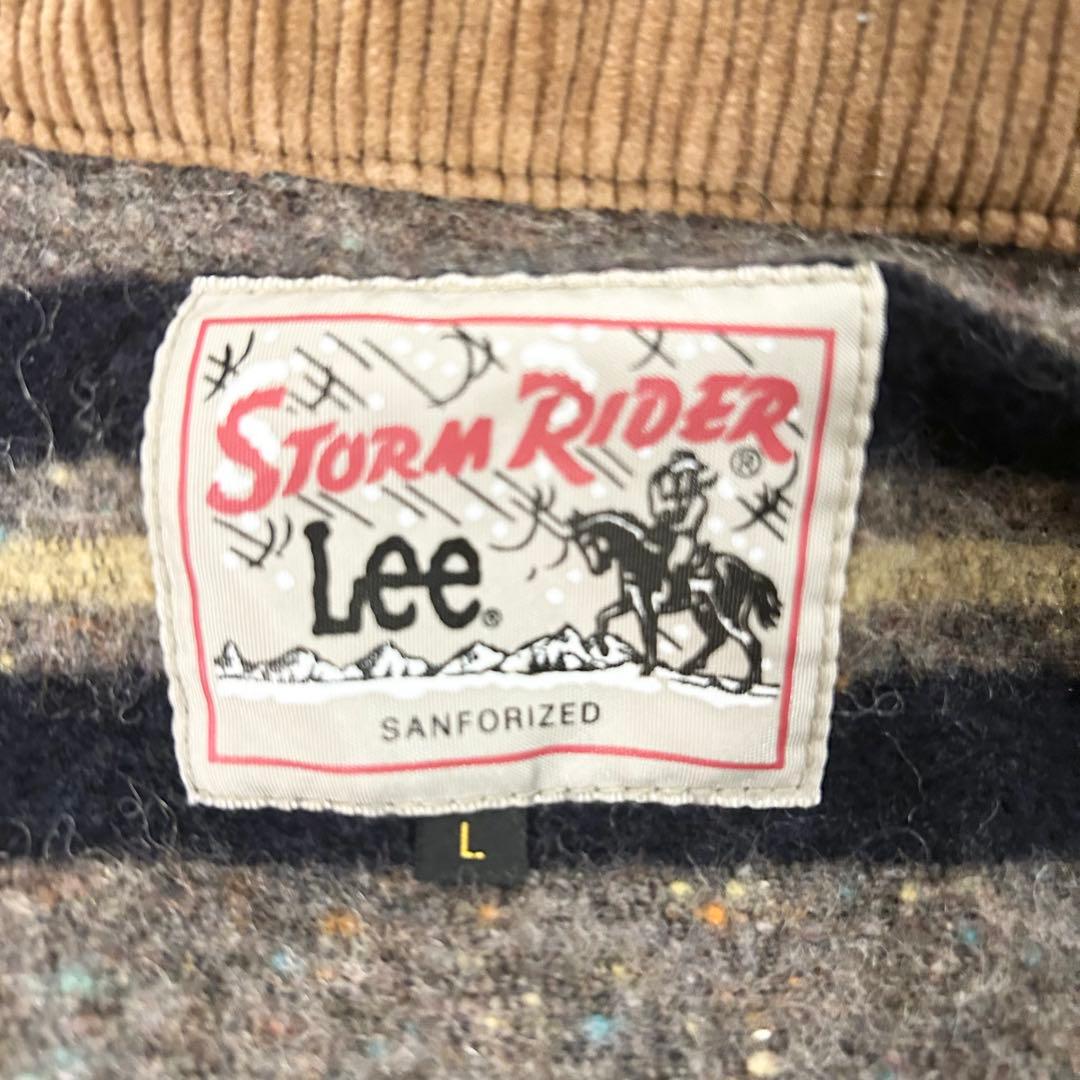 STORM RIDER®
Lee®
SANFORIZED
L